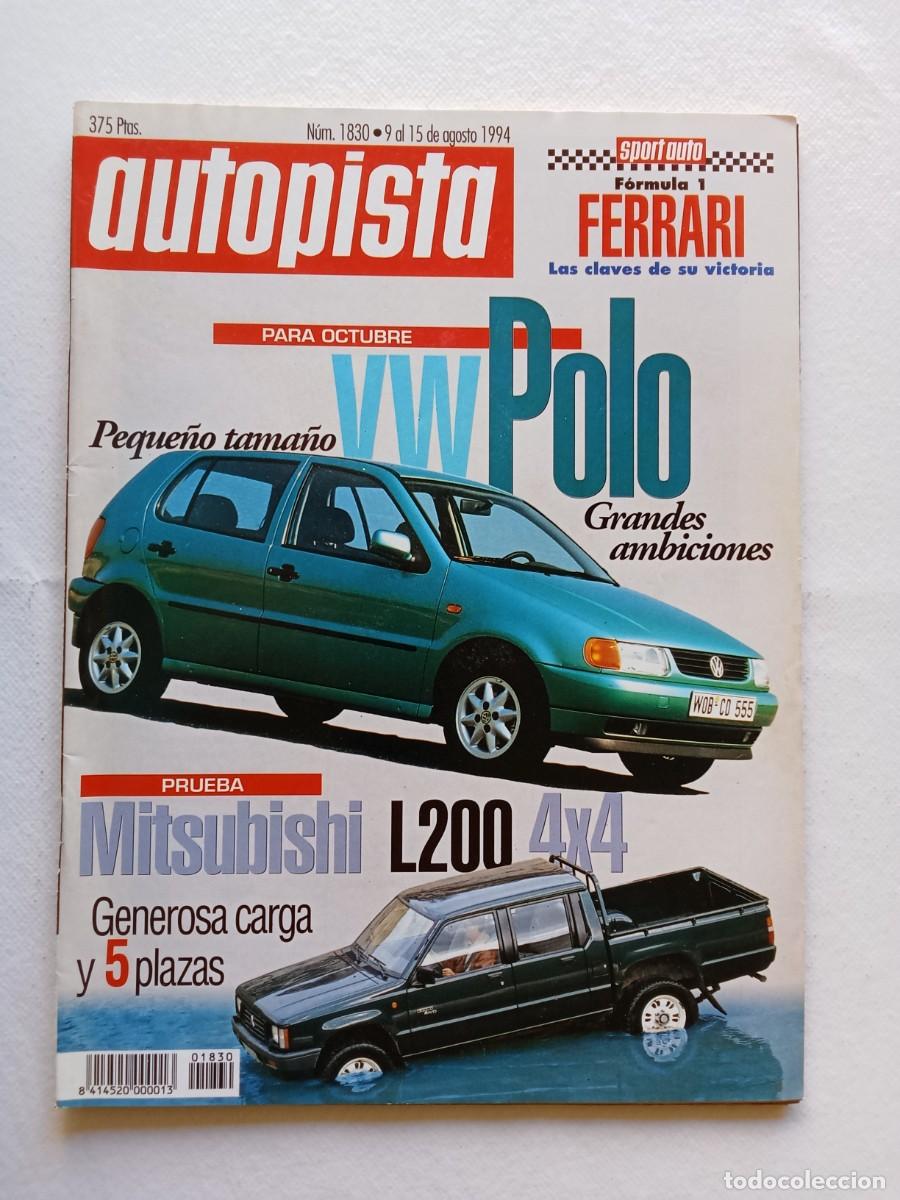 375 Ptas.
Núm. 1830 • 9 al 15 de agosto 1994
autopista
sport auto
Fórmula 1
FERRARI
Las claves de su victoria
PARA OCTUBRE
VW Polo
Pequeño tamaño
Grandes
ambiciones
WOB-CD 555
PRUEBA
Mitsubishi L200 4x4
Generosa carga
y 5 plazas
01830
8 414520 000013
todocoleccion